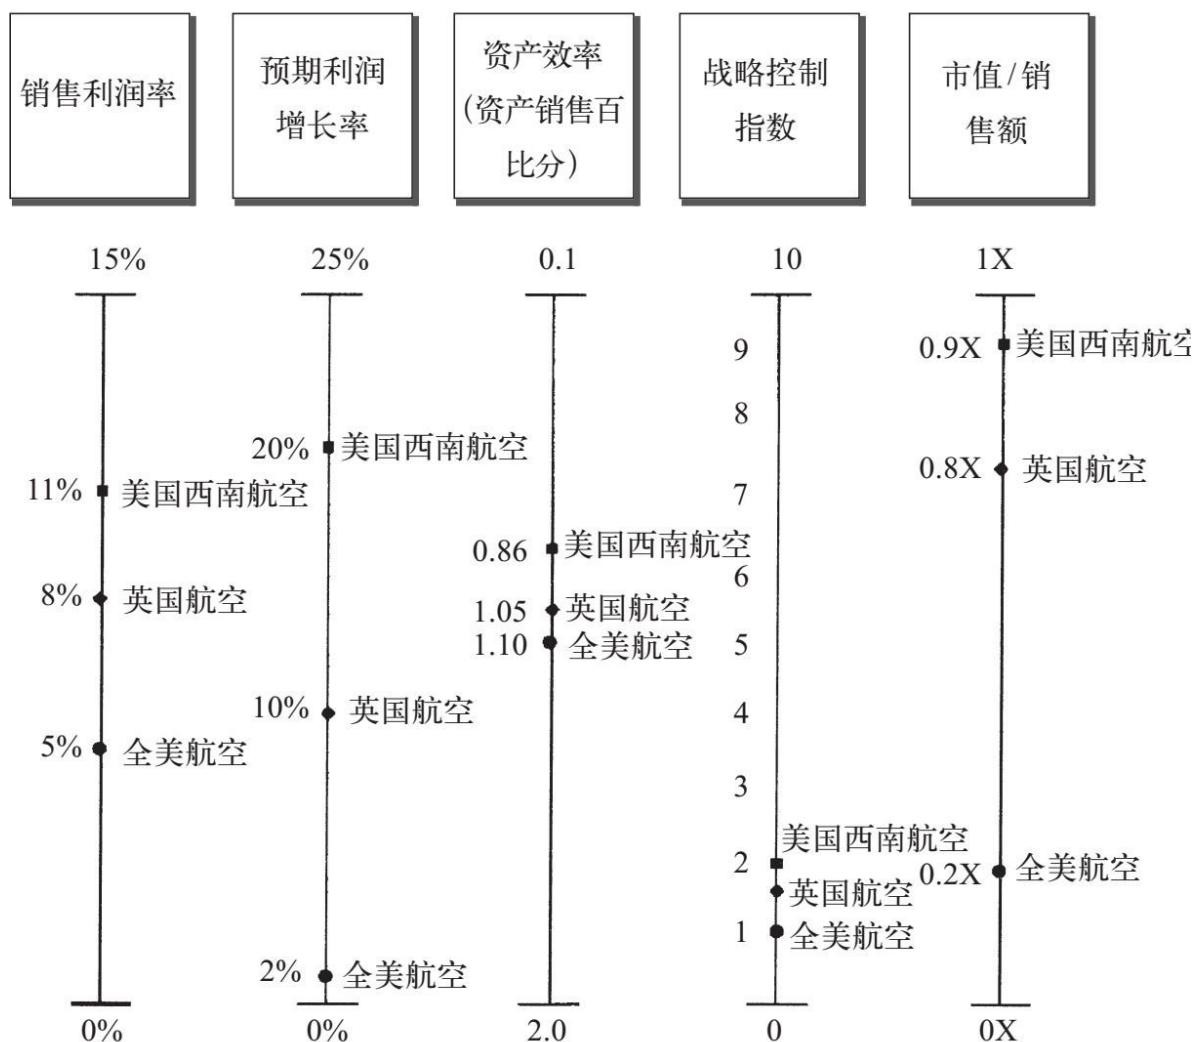 销售利润率
预期利润
增长率
资产效率
(资产销售百
比分)
战略控制
指数
市值/销
售额
15%
11% 美国西南航空
8% 英国航空
5% 全美航空
0%
25%
20% 美国西南航空
10% 英国航空
2% 全美航空
0%
0.1
0.86 美国西南航空
1.05 英国航空
1.10 全美航空
2.0
10
9
8
7
6
5
4
3
2 美国西南航空
英国航空
1 全美航空
0
1X
0.9X 美国西南航空
0.8X 英国航空
0.2X 全美航空
0X